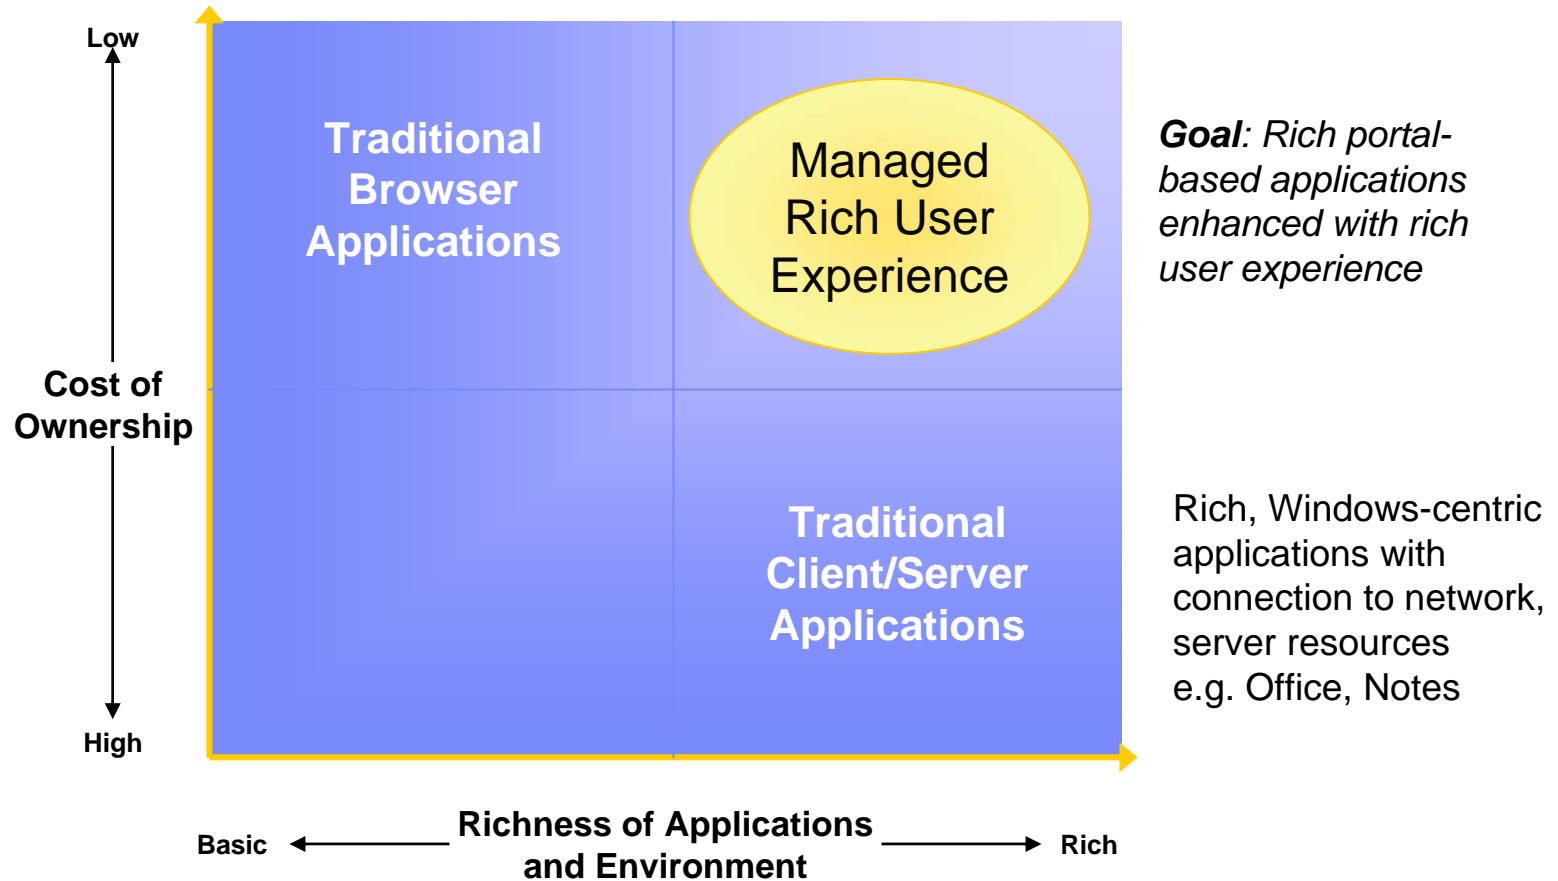 Low
Traditional
Browser
Applications
Managed
Rich User
Experience
Goal: Rich portal-
based applications
enhanced with rich
user experience
Cost of
Ownership
Traditional
Client/Server
Applications
Rich, Windows-centric
applications with
connection to network,
server resources
e.g. Office, Notes
High
Basic
Richness of Applications
and Environment
Rich